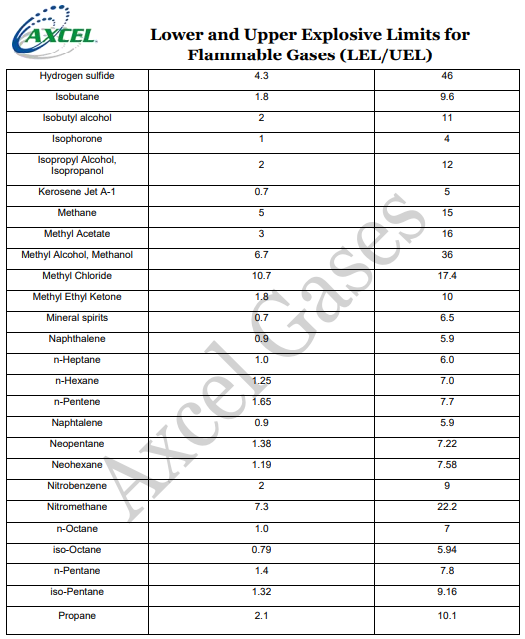 AXCEL
Lower and Upper Explosive Limits for
Flammable Gases (LEL/UEL)
Hydrogen sulfide 4.3 46
Isobutane 1.8 9.6
Isobutyl alcohol 2 11
Isophorone 1 4
Isopropyl Alcohol,
Isopropanol 2 12
Kerosene Jet A-1 0.7 5
Methane 5 15
Methyl Acetate 3 16
Methyl Alcohol, Methanol 6.7 36
Methyl Chloride 10.7 17.4
Methyl Ethyl Ketone 1.8 10
Mineral spirits 0.7 6.5
Naphthalene 0.9 5.9
n-Heptane 1.0 6.0
n-Hexane 1.25 7.0
n-Pentene 1.65 7.7
Naphtalene 0.9 5.9
Neopentane 1.38 7.22
Neohexane 1.19 7.58
Nitrobenzene 2 9
Nitromethane 7.3 22.2
n-Octane 1.0 7
iso-Octane 0.79 5.94
n-Pentane 1.4 7.8
iso-Pentane 1.32 9.16
Propane 2.1 10.1
Axcel Gases